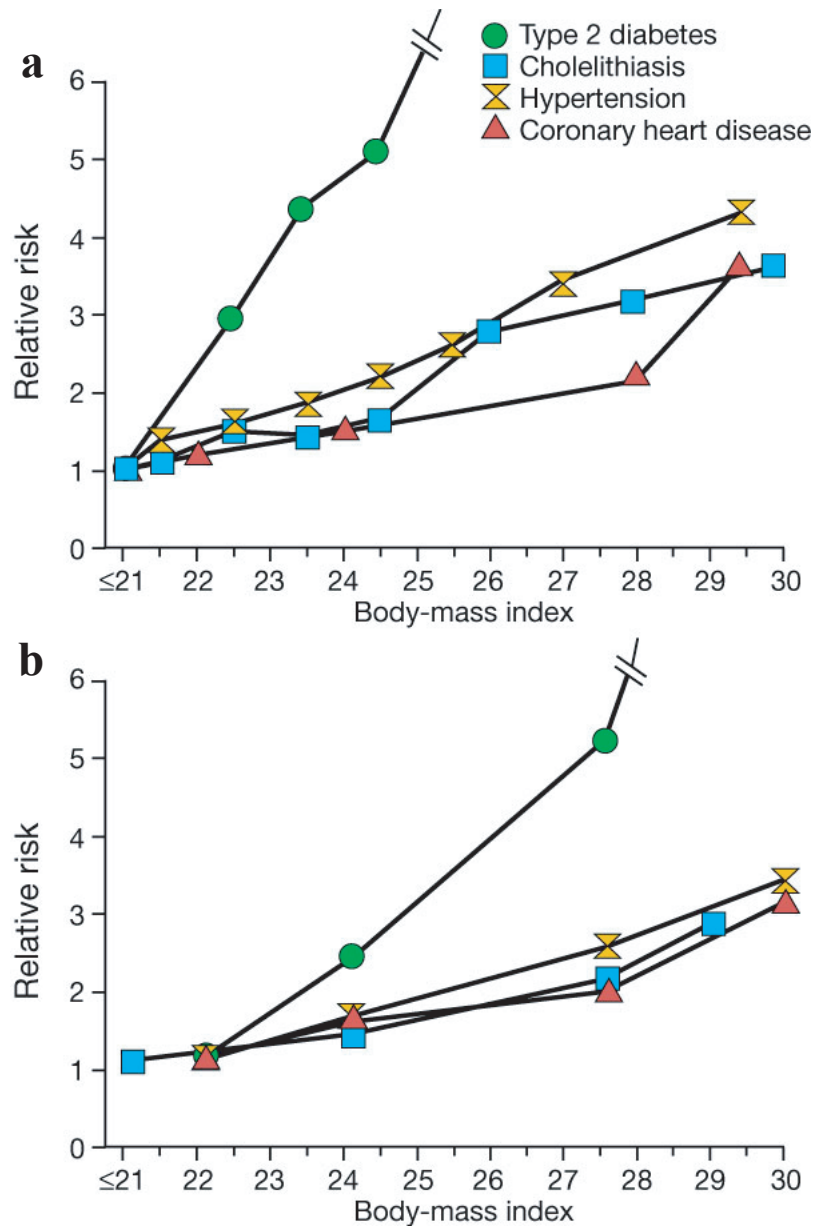 a
Type 2 diabetes
Cholelithiasis
Hypertension
Coronary heart disease
6
5
4
3
2
1
0
Relative risk
≤21 22 23 24 25 26 27 28 29 30
Body-mass index
b
6
5
4
3
2
1
0
Relative risk
≤21 22 23 24 25 26 27 28 29 30
Body-mass index